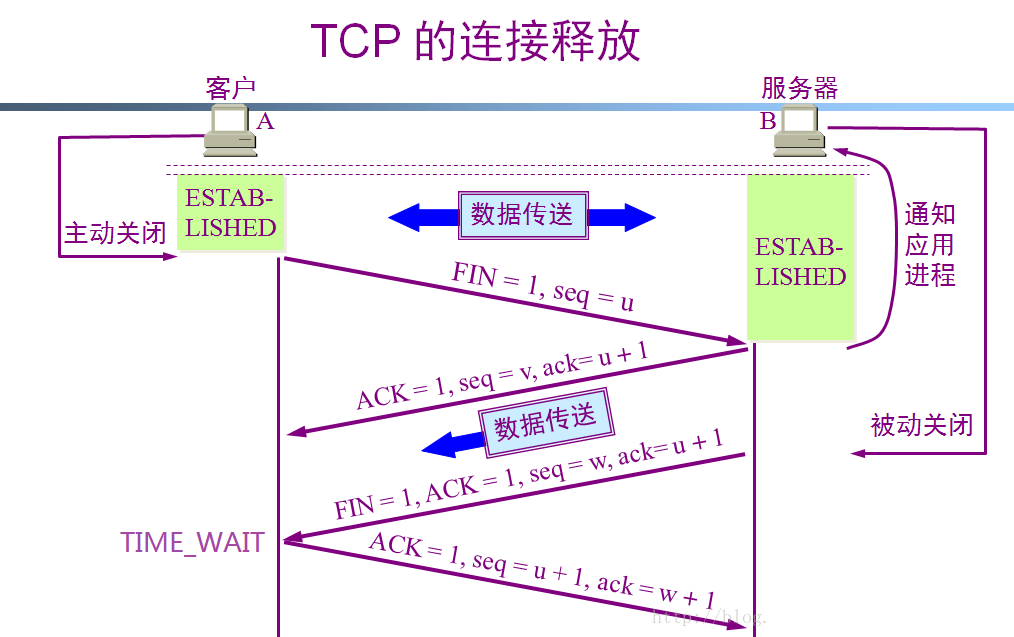 TCP 的连接释放
客户
服务器
A
B
ESTAB-
LISHED
数据传送
主动关闭
ESTAB-
LISHED
通知
应用
进程
FIN = 1, seq = u
ACK = 1, seq = v, ack= u + 1
数据传送
被动关闭
FIN = 1, ACK = 1, seq = w, ack= u + 1
TIME_WAIT
ACK = 1, seq = u + 1, ack = w + 1
http://blog.